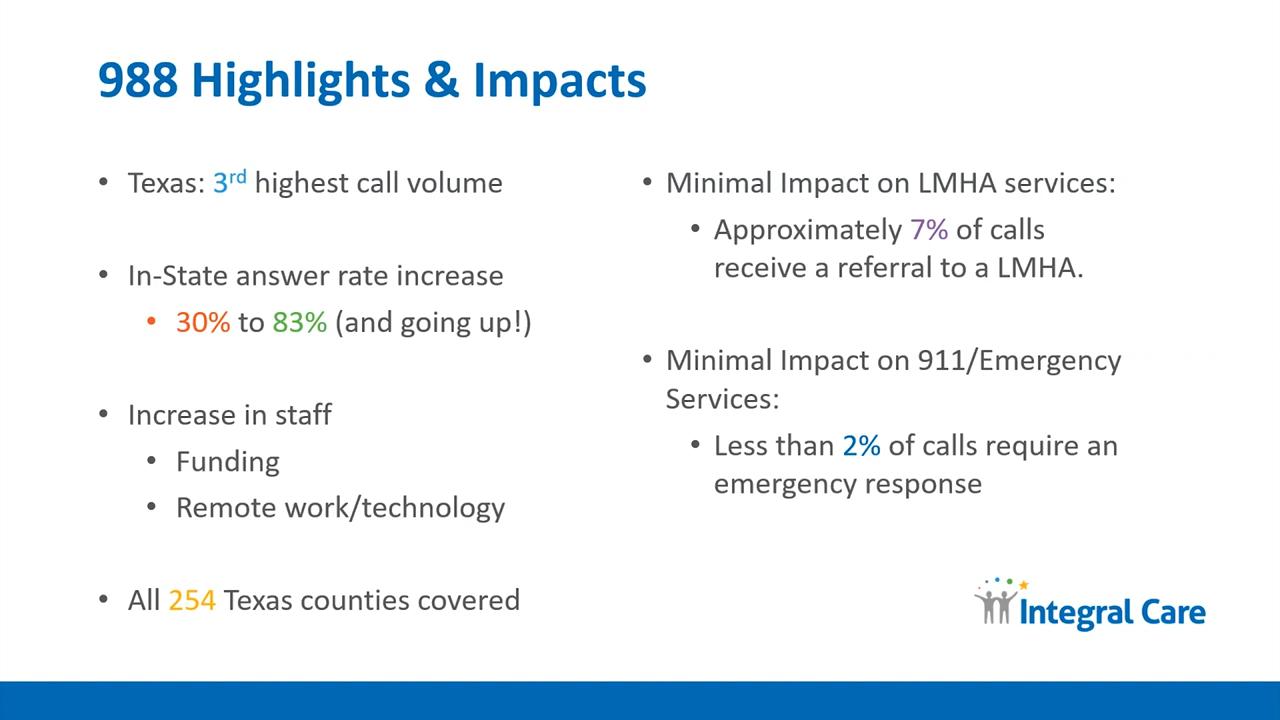 988 Highlights & Impacts
• Texas: 3rd highest call volume
• In-State answer rate increase
• 30% to 83% (and going up!)
• Increase in staff
• Funding
• Remote work/technology
• All 254 Texas counties covered
• Minimal Impact on LMHA services:
• Approximately 7% of calls
receive a referral to a LMHA.
• Minimal Impact on 911/Emergency
Services:
• Less than 2% of calls require an
emergency response
Integral Care